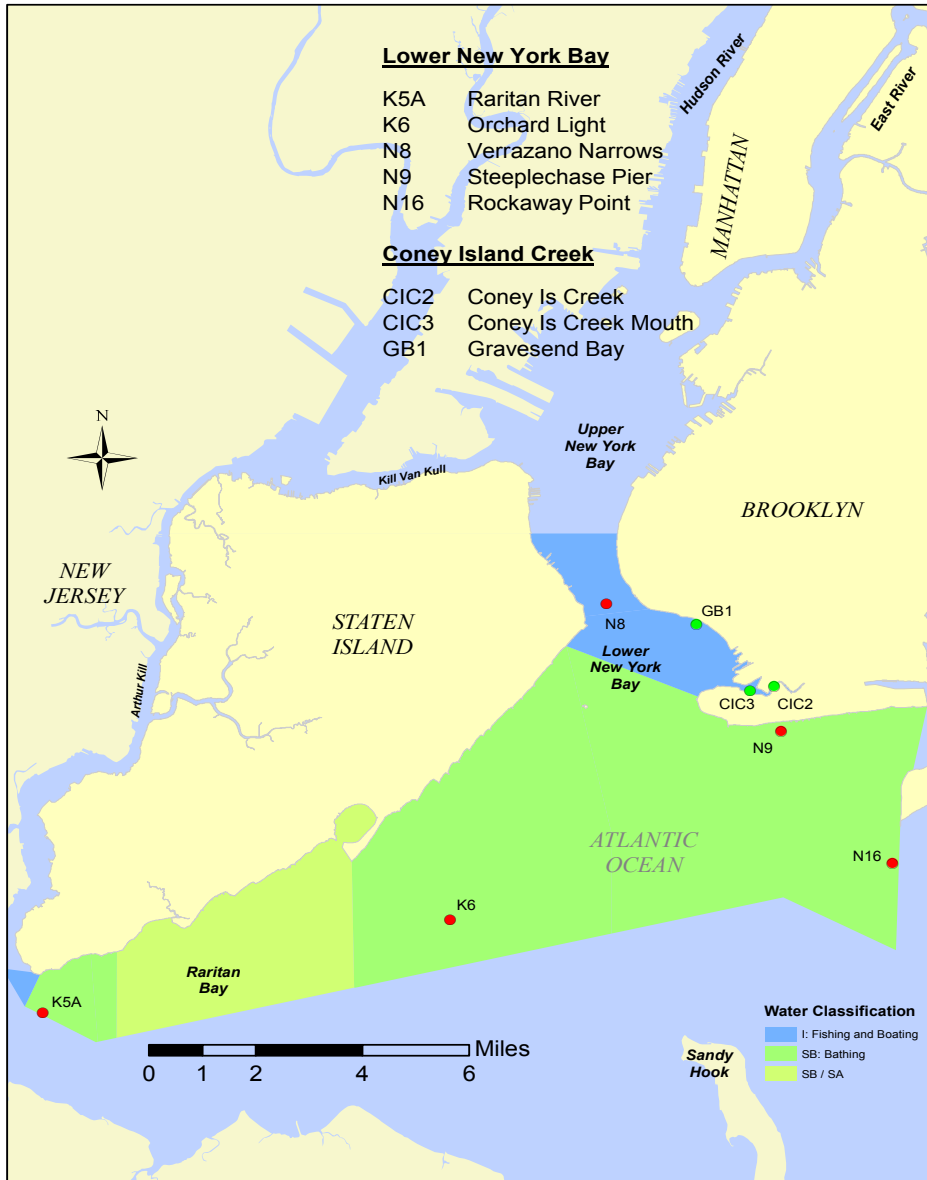 Lower New York Bay
K5A Raritan River
K6 Orchard Light
N8 Verrazano Narrows
N9 Steeplechase Pier
N16 Rockaway Point
Coney Island Creek
CIC2 Coney Is Creek
CIC3 Coney Is Creek Mouth
GB1 Gravesend Bay
Hudson River
MANHATTAN
East River
N
Upper
New York
Bay
Kill Van Kull
BROOKLYN
NEW
JERSEY
STATEN
ISLAND
Arthur Kill
N8
GB1
Lower
New York
Bay
CIC3
CIC2
N9
ATLANTIC
OCEAN
N16
K6
Raritan
Bay
K5A
Water Classification
I: Fishing and Boating
SB: Bathing
SB / SA
Sandy
Hook
Miles
0 1 2 4 6